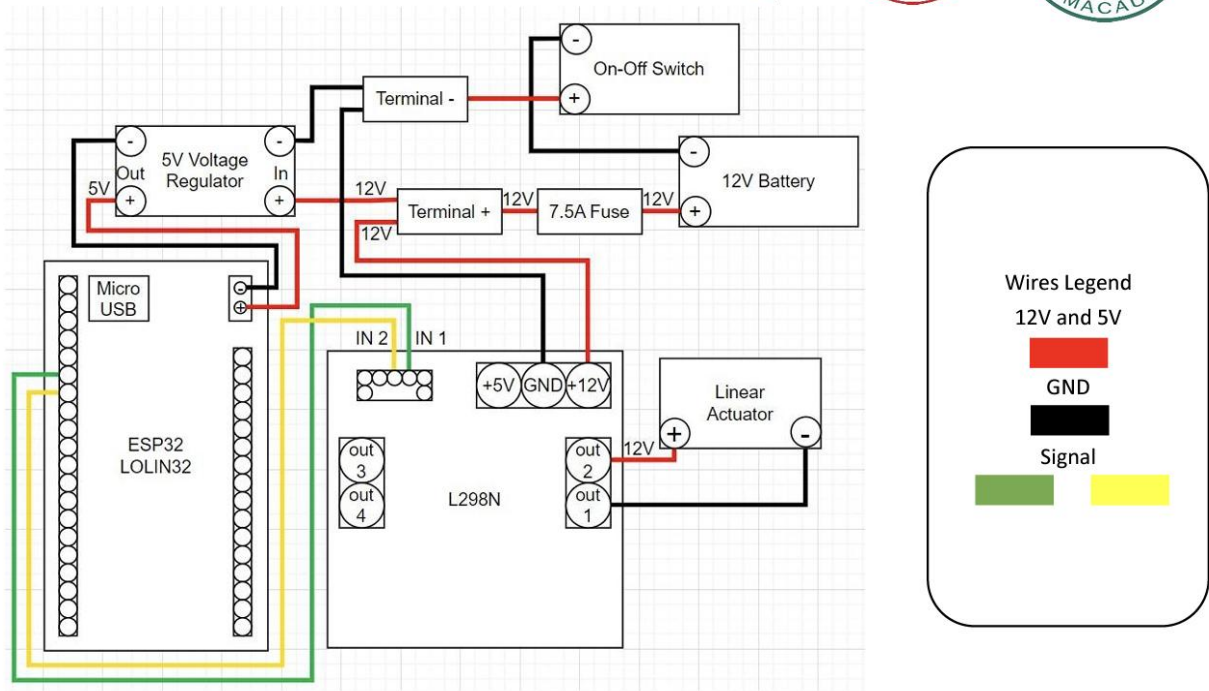 MACAU
-
On-Off Switch
+
Terminal -
-
12V Battery
+
-
-
5V Voltage
Regulator
Out
In
5V
+
+
12V
Terminal +
12V
7.5A Fuse
12V
12V
Micro
USB
-
+
IN 2
IN 1
+5V
GND
+12V
Linear
Actuator
+
-
12V
ESP32
LOLIN32
out
3
out
4
L298N
out
2
out
1
Wires Legend
12V and 5V
GND
Signal